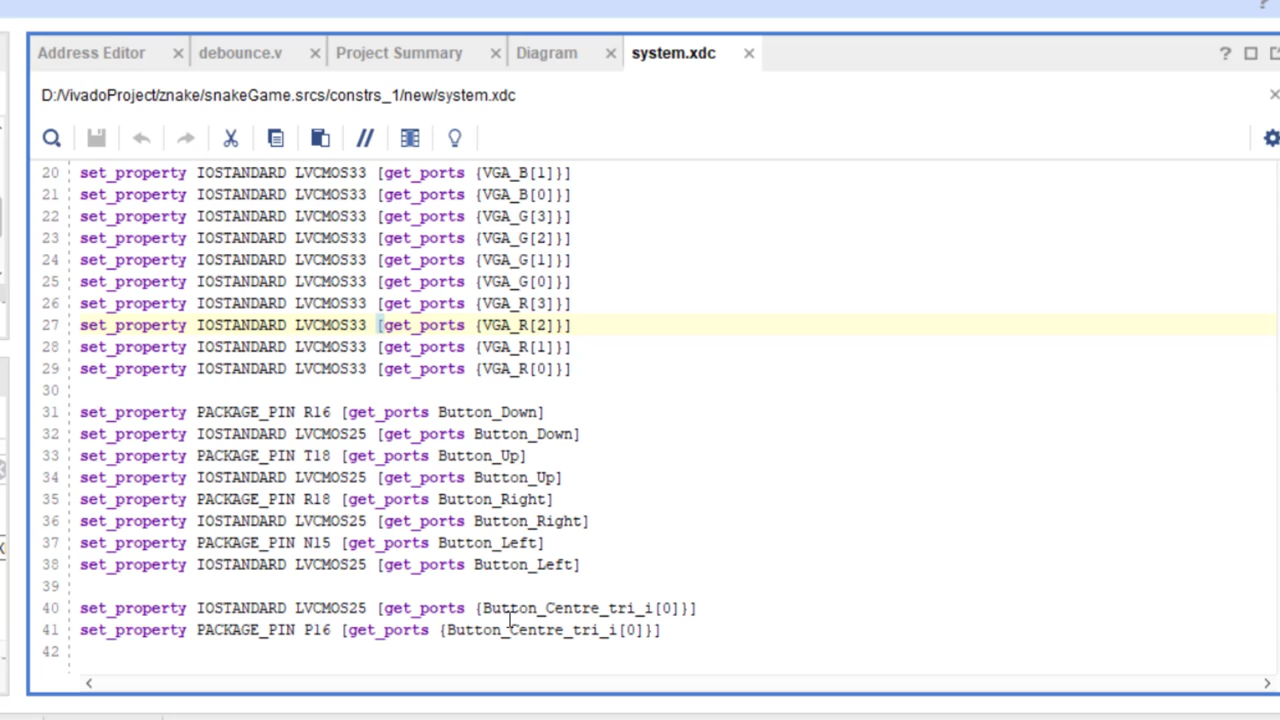 ?
Address Editor × debounce.v × Project Summary × Diagram × system.xdc × ?
D:/VivadoProject/znake/snakeGame.srcs/constrs_1/new/system.xdc ×
20 set_property IOSTANDARD LVCMOS33 [get_ports {VGA_B[1]}]
21 set_property IOSTANDARD LVCMOS33 [get_ports {VGA_B[0]}]
22 set_property IOSTANDARD LVCMOS33 [get_ports {VGA_G[3]}]
23 set_property IOSTANDARD LVCMOS33 [get_ports {VGA_G[2]}]
24 set_property IOSTANDARD LVCMOS33 [get_ports {VGA_G[1]}]
25 set_property IOSTANDARD LVCMOS33 [get_ports {VGA_G[0]}]
26 set_property IOSTANDARD LVCMOS33 [get_ports {VGA_R[3]}]
27 set_property IOSTANDARD LVCMOS33 [get_ports {VGA_R[2]}]
28 set_property IOSTANDARD LVCMOS33 [get_ports {VGA_R[1]}]
29 set_property IOSTANDARD LVCMOS33 [get_ports {VGA_R[0]}]
30
31 set_property PACKAGE_PIN R16 [get_ports Button_Down]
32 set_property IOSTANDARD LVCMOS25 [get_ports Button_Down]
33 set_property PACKAGE_PIN T18 [get_ports Button_Up]
34 set_property IOSTANDARD LVCMOS25 [get_ports Button_Up]
35 set_property PACKAGE_PIN R18 [get_ports Button_Right]
36 set_property IOSTANDARD LVCMOS25 [get_ports Button_Right]
37 set_property PACKAGE_PIN N15 [get_ports Button_Left]
38 set_property IOSTANDARD LVCMOS25 [get_ports Button_Left]
39
40 set_property IOSTANDARD LVCMOS25 [get_ports {Button_Centre_tri_i[0]}]
41 set_property PACKAGE_PIN P16 [get_ports {Button_Centre_tri_i[0]}]
42